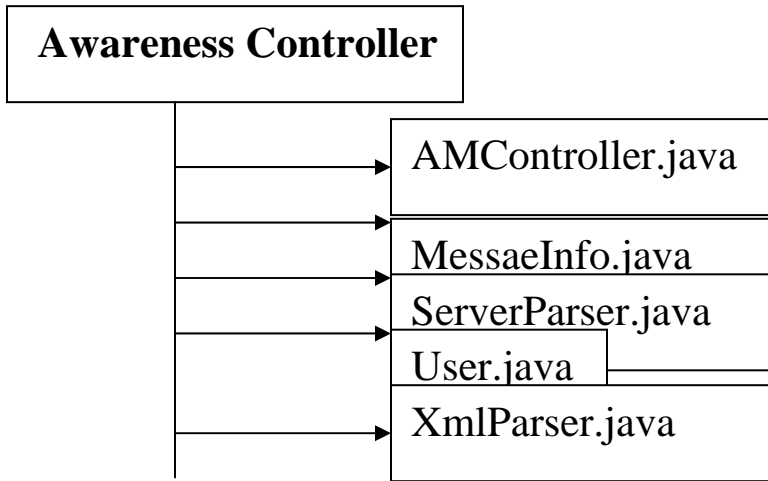 Awareness Controller
AMController.java
MessaeInfo.java
ServerParser.java
User.java
XmlParser.java